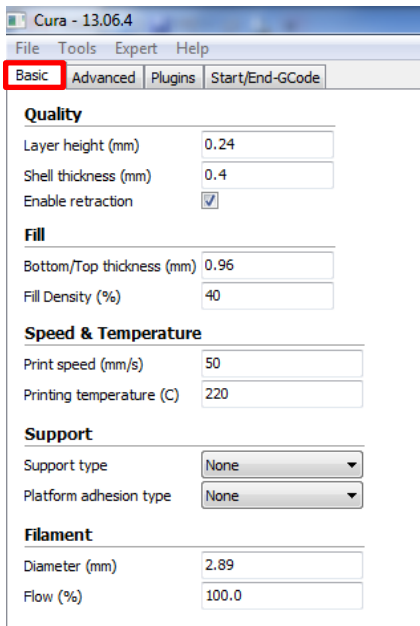 Cura - 13.06.4
File Tools Expert Help
Basic Advanced Plugins Start/End-GCode
Quality
Layer height (mm) 0.24
Shell thickness (mm) 0.4
Enable retraction
Fill
Bottom/Top thickness (mm) 0.96
Fill Density (%) 40
Speed & Temperature
Print speed (mm/s) 50
Printing temperature (C) 220
Support
Support type None
Platform adhesion type None
Filament
Diameter (mm) 2.89
Flow (%) 100.0